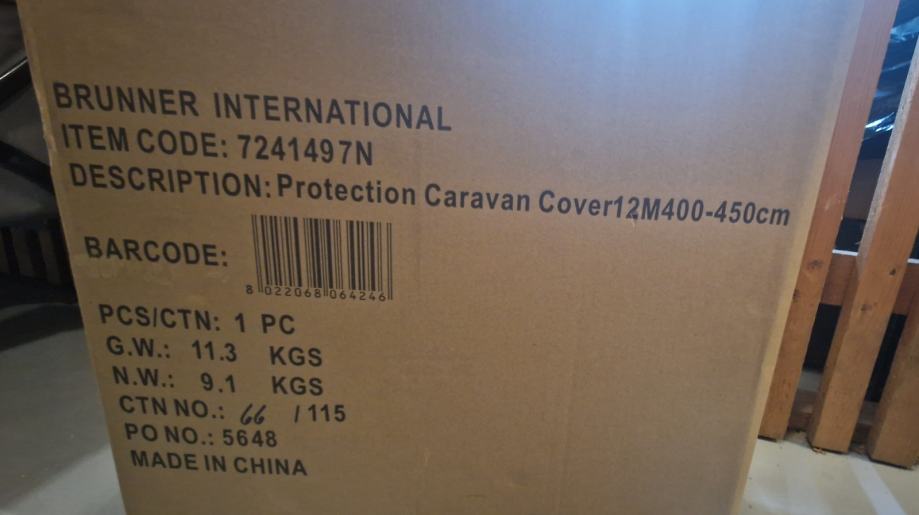 BRUNNER INTERNATIONAL
ITEM CODE: 7241497N
DESCRIPTION: Protection Caravan Cover12M400-450cm
BARCODE:
8 022068 064246
PCS/CTN: 1 PC
G.W.: 11.3 KGS
N.W.: 9.1 KGS
CTN NO.: 66 / 115
PO NO.: 5648
MADE IN CHINA